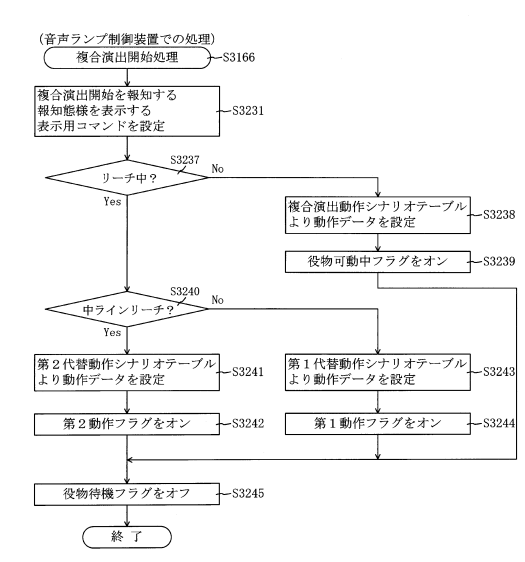 (音声ランプ制御装置での処理)
複合演出開始処理
S3166
複合演出開始を報知する
報知態様を表示する
表示用コマンドを設定
S3231
S3237
リーチ中?
No
Yes
複合演出動作シナリオテーブル
より動作データを設定
S3238
役物可動中フラグをオン
S3239
S3240
中ラインリーチ?
No
Yes
第2代替動作シナリオテーブル
より動作データを設定
S3241
第1代替動作シナリオテーブル
より動作データを設定
S3243
第2動作フラグをオン
S3242
第1動作フラグをオン
S3244
役物待機フラグをオフ
S3245
終了